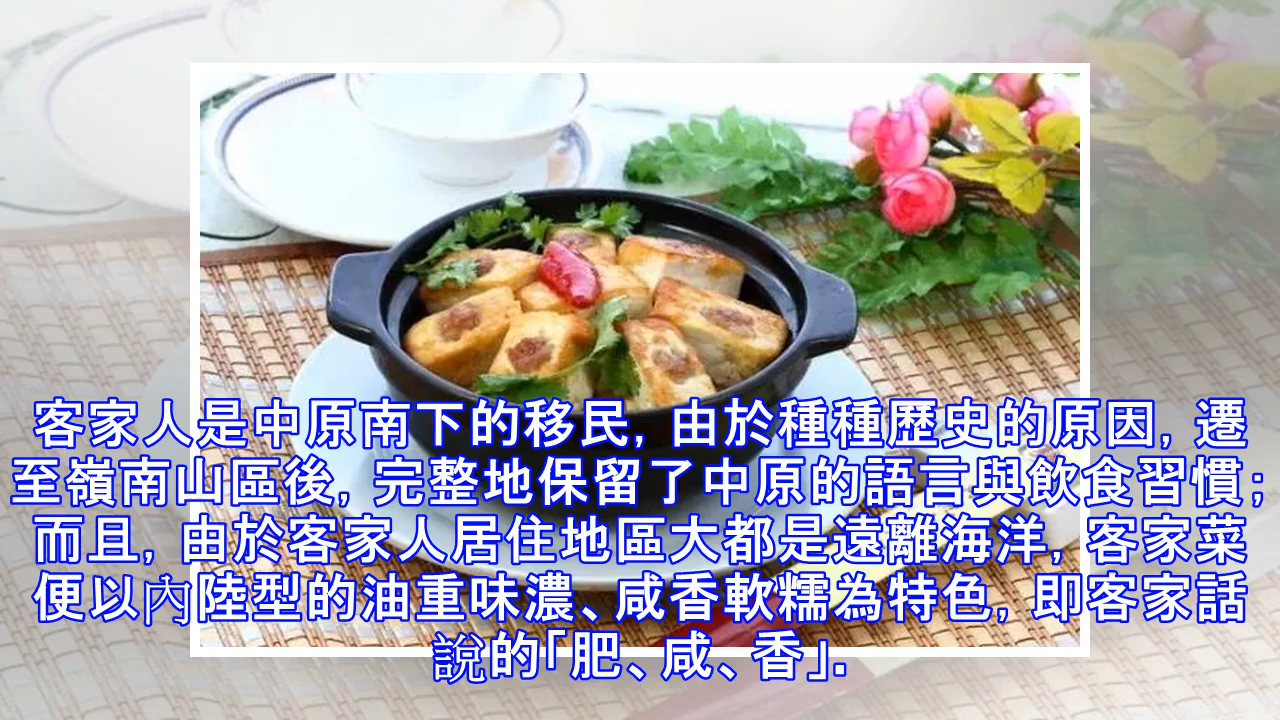 客家人是中原南下的移民, 由於種種歷史的原因, 遷
至嶺南山區後, 完整地保留了中原的語言與飲食習慣;
而且, 由於客家人居住地區大都是遠離海洋, 客家菜
便以內陸型的油重味濃、咸香軟糯為特色, 即客家話
說的「肥、咸、香」.